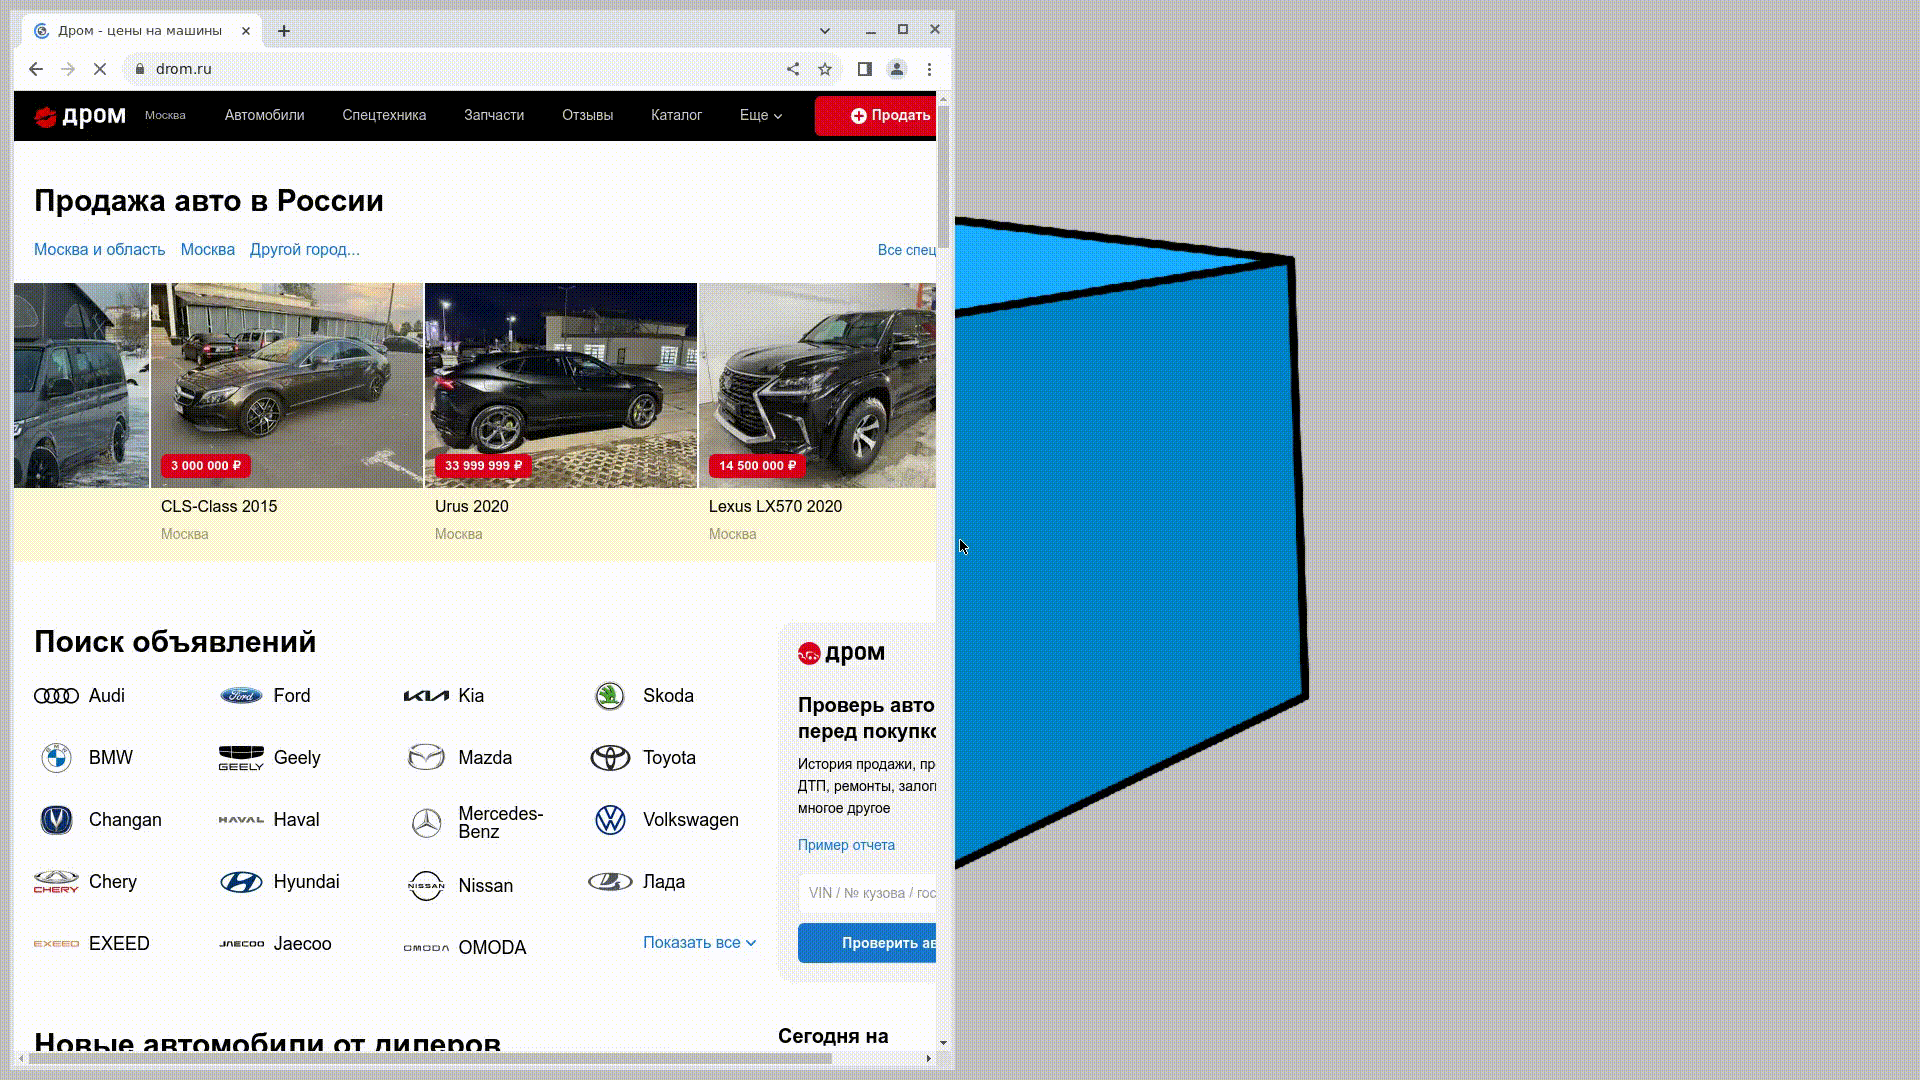 Дром - цены на машины
drom.ru
дром Москва Автомобили Спецтехника Запчасти Отзывы Каталог Еще Продать
Продажа авто в России
Москва и область Москва Другой город... Все спец
3 000 000 ₽ 33 999 999 ₽ 14 500 000 ₽
CLS-Class 2015 Urus 2020 Lexus LX570 2020
Москва Москва Москва
Поиск объявлений
Audi Ford Kia Skoda
BMW Geely Mazda Toyota
Changan Haval Mercedes-Benz Volkswagen
Chery Hyundai Nissan Лада
EXEED Jaecoo OMODA Показать все
дром
Проверь авто
перед покупко
История продажи, пр
ДТП, ремонты, залог
многое другое
Пример отчета
VIN / № кузова / гос
Проверить ав
Новые автомобили от дилеров
Сегодня на